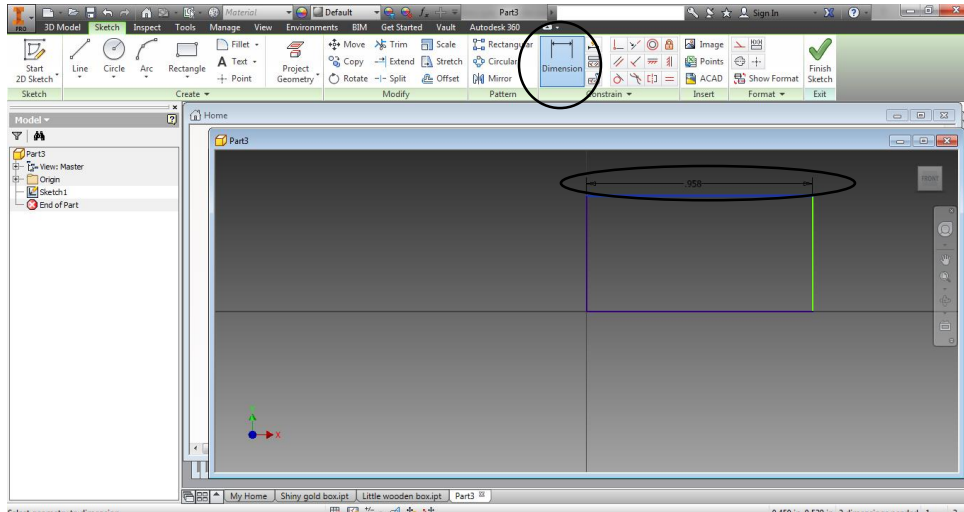 Material Default fx Part3 Sign In
PRO 3D Model Sketch Inspect Tools Manage View Environments BIM Get Started Vault Autodesk 360
Fillet Move Trim Scale Rectangular Image
Start 2D Sketch Line Circle Arc Rectangle A Text Project Geometry Copy Extend Stretch Circular Dimension Points Finish Sketch
Point Rotate Split Offset Mirror ACAD Show Format
Sketch Create Modify Pattern Constrain Insert Format Exit
Model
Home
Part3
Part3
View: Master
Origin
Sketch1
End of Part
FRONT
X
My Home Shiny gold box.ipt Little wooden box.ipt Part3